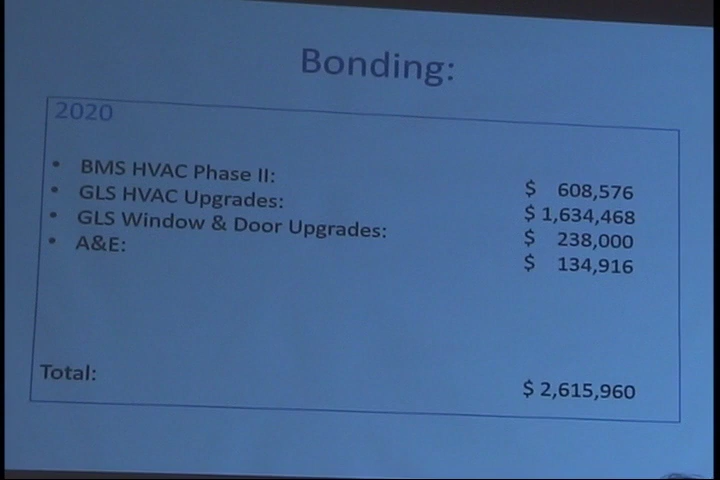 Bonding:
2020
• BMS HVAC Phase II: $ 608,576
• GLS HVAC Upgrades: $ 1,634,468
• GLS Window & Door Upgrades: $ 238,000
• A&E: $ 134,916
Total: $ 2,615,960